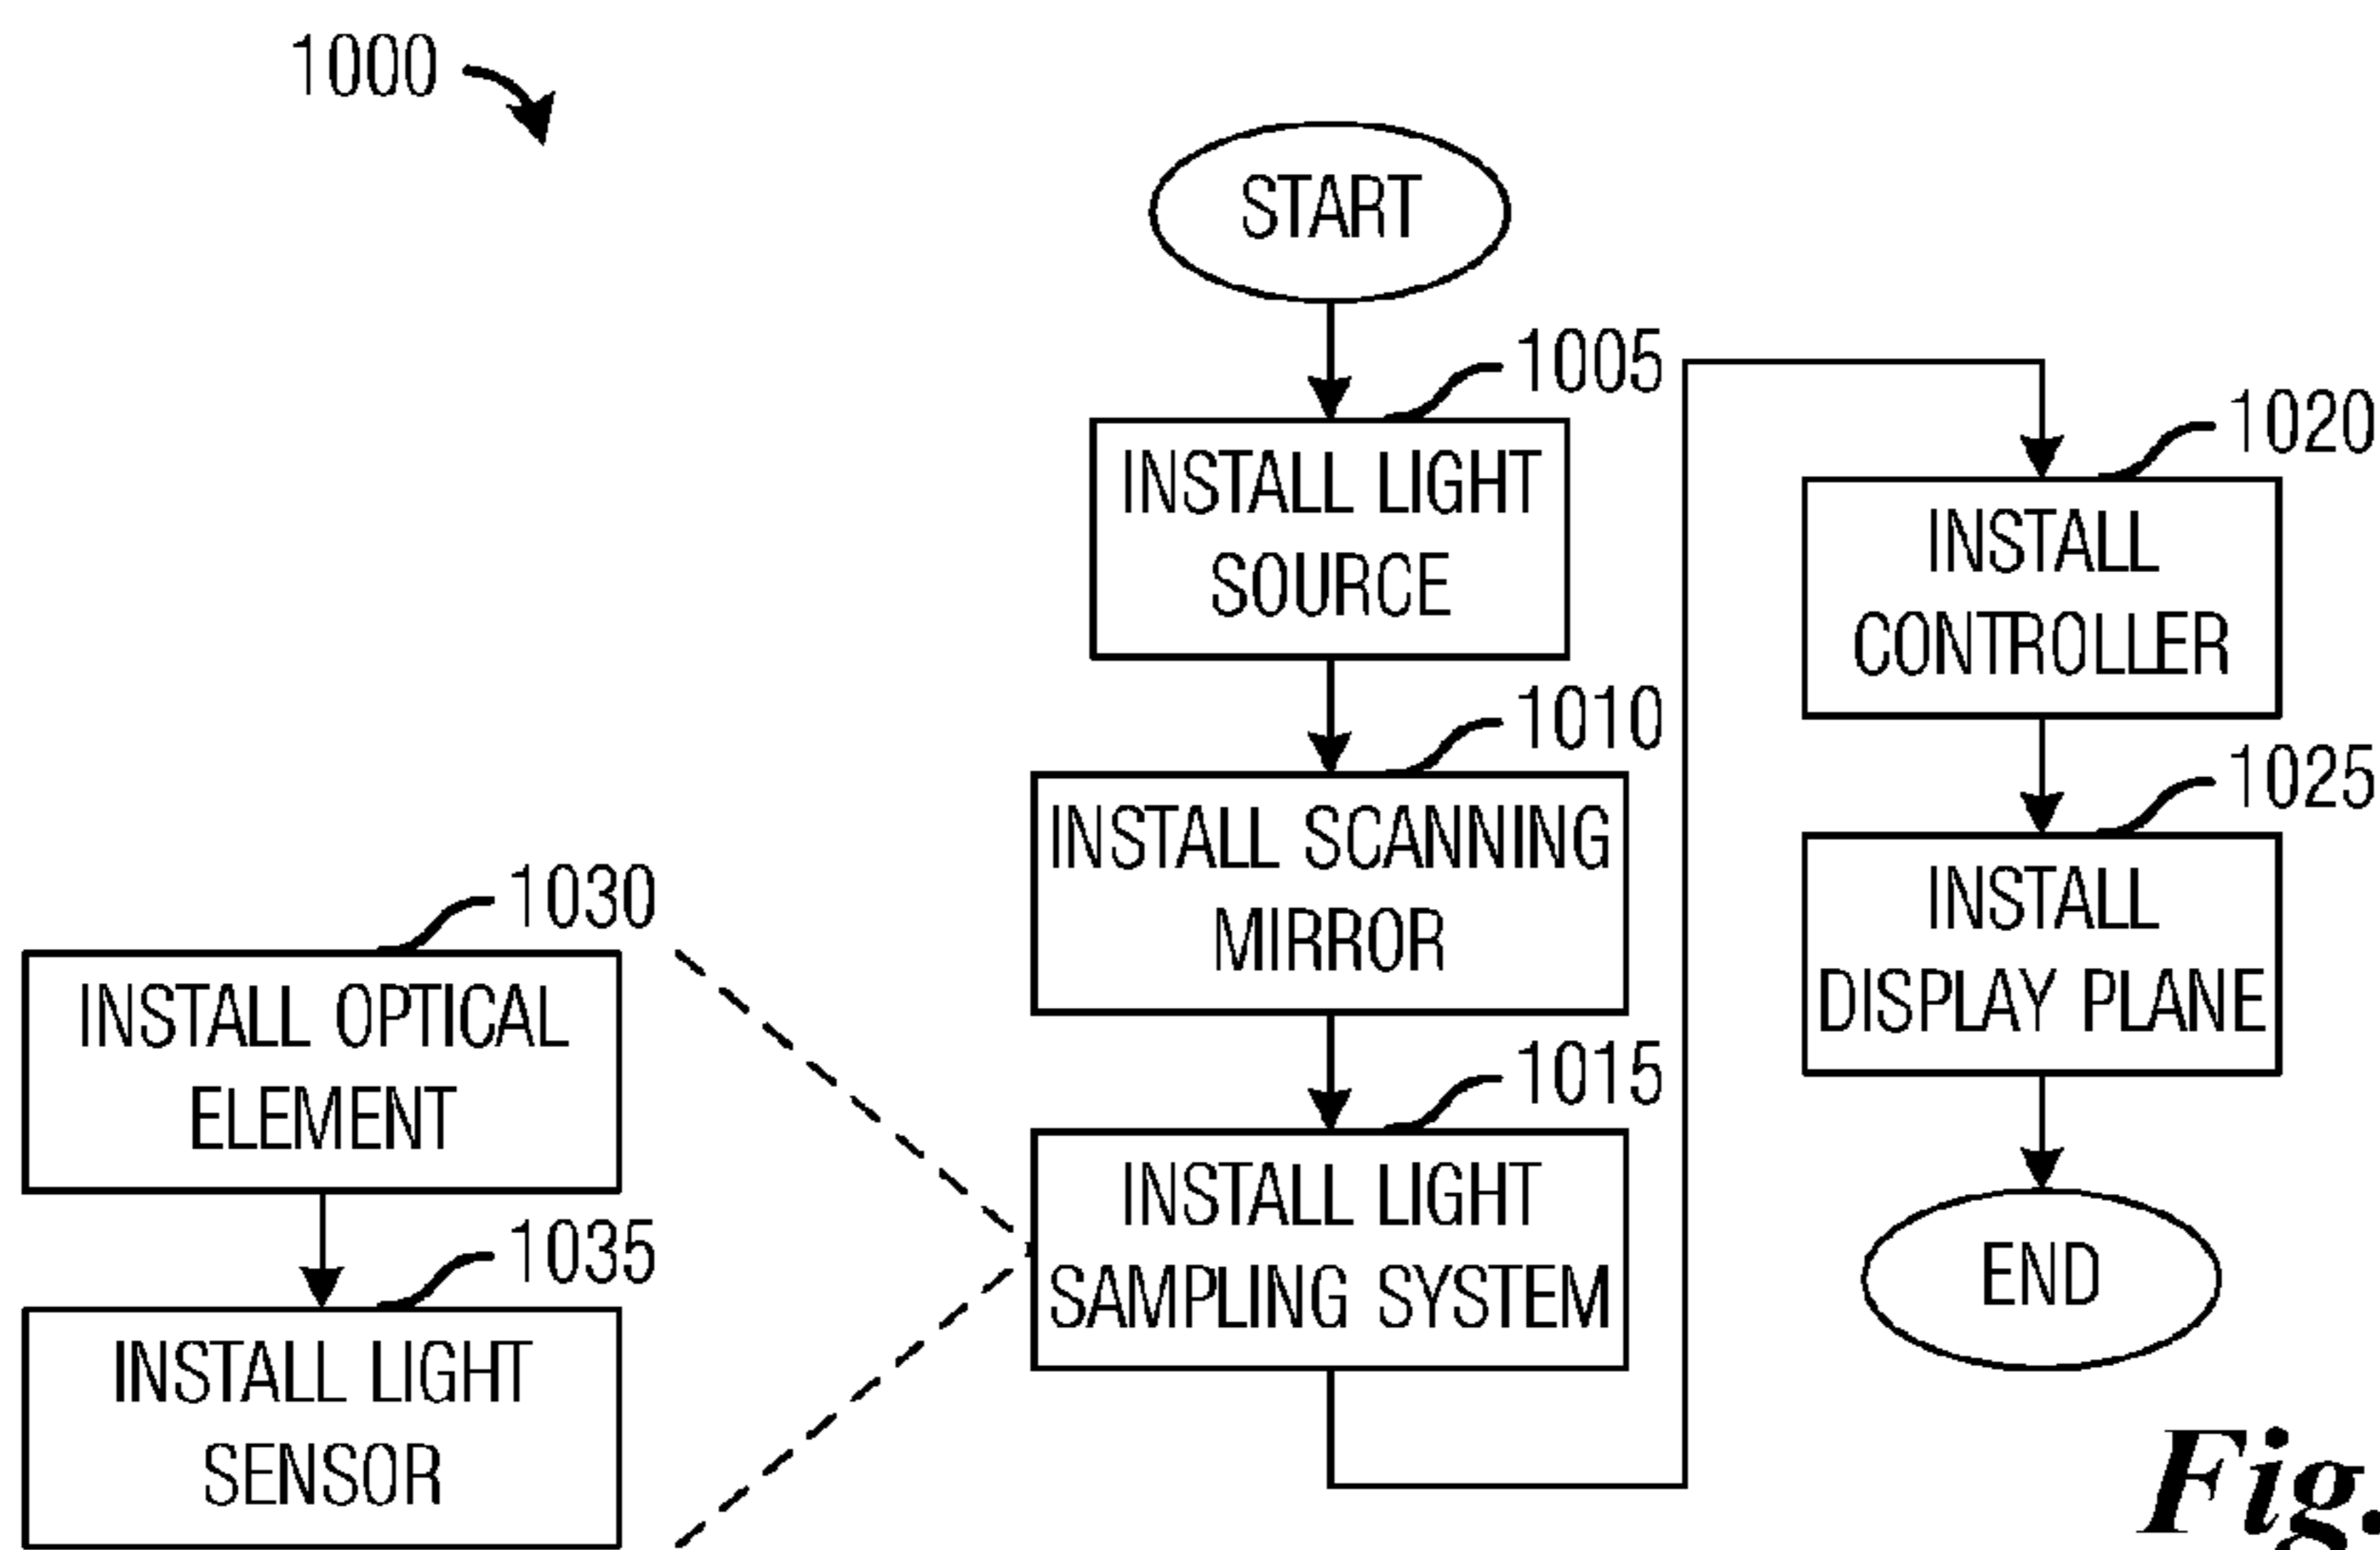 1000
START
1005
INSTALL LIGHT
SOURCE
1010
INSTALL SCANNING
MIRROR
1015
INSTALL LIGHT
SAMPLING SYSTEM
1020
INSTALL
CONTROLLER
1025
INSTALL
DISPLAY PLANE
END
1030
INSTALL OPTICAL
ELEMENT
1035
INSTALL LIGHT
SENSOR
Fig.